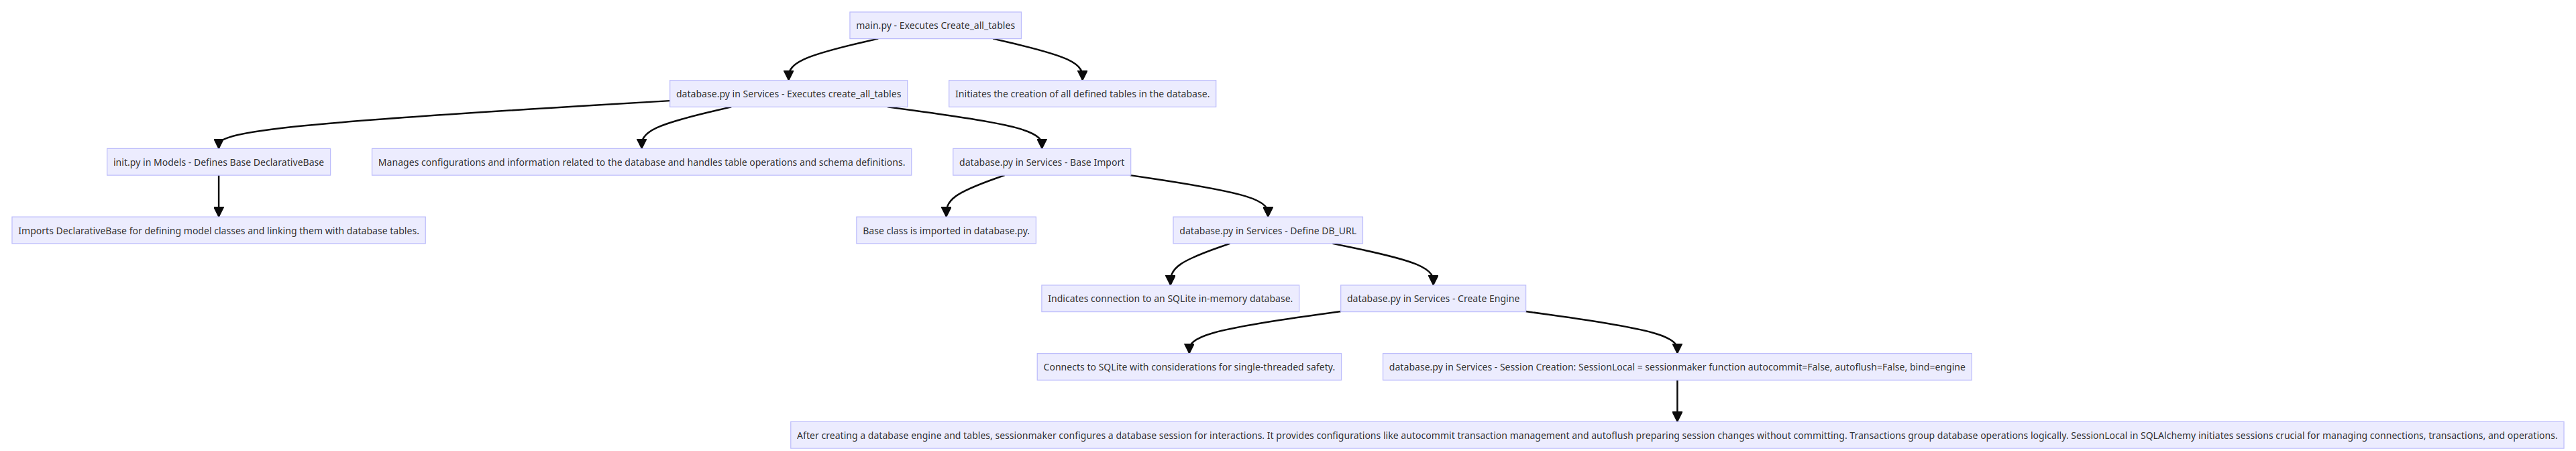 main.py - Executes Create_all_tables
database.py in Services - Executes create_all_tables
Initiates the creation of all defined tables in the database.
init.py in Models - Defines Base DeclarativeBase
Manages configurations and information related to the database and handles table operations and schema definitions.
database.py in Services - Base Import
Imports DeclarativeBase for defining model classes and linking them with database tables.
Base class is imported in database.py.
database.py in Services - Define DB_URL
Indicates connection to an SQLite in-memory database.
database.py in Services - Create Engine
Connects to SQLite with considerations for single-threaded safety.
database.py in Services - Session Creation: SessionLocal = sessionmaker function autocommit=False, autoflush=False, bind=engine
After creating a database engine and tables, sessionmaker configures a database session for interactions. It provides configurations like autocommit transaction management and autoflush preparing session changes without committing. Transactions group database operations logically. SessionLocal in SQLAlchemy initiates sessions crucial for managing connections, transactions, and operations.